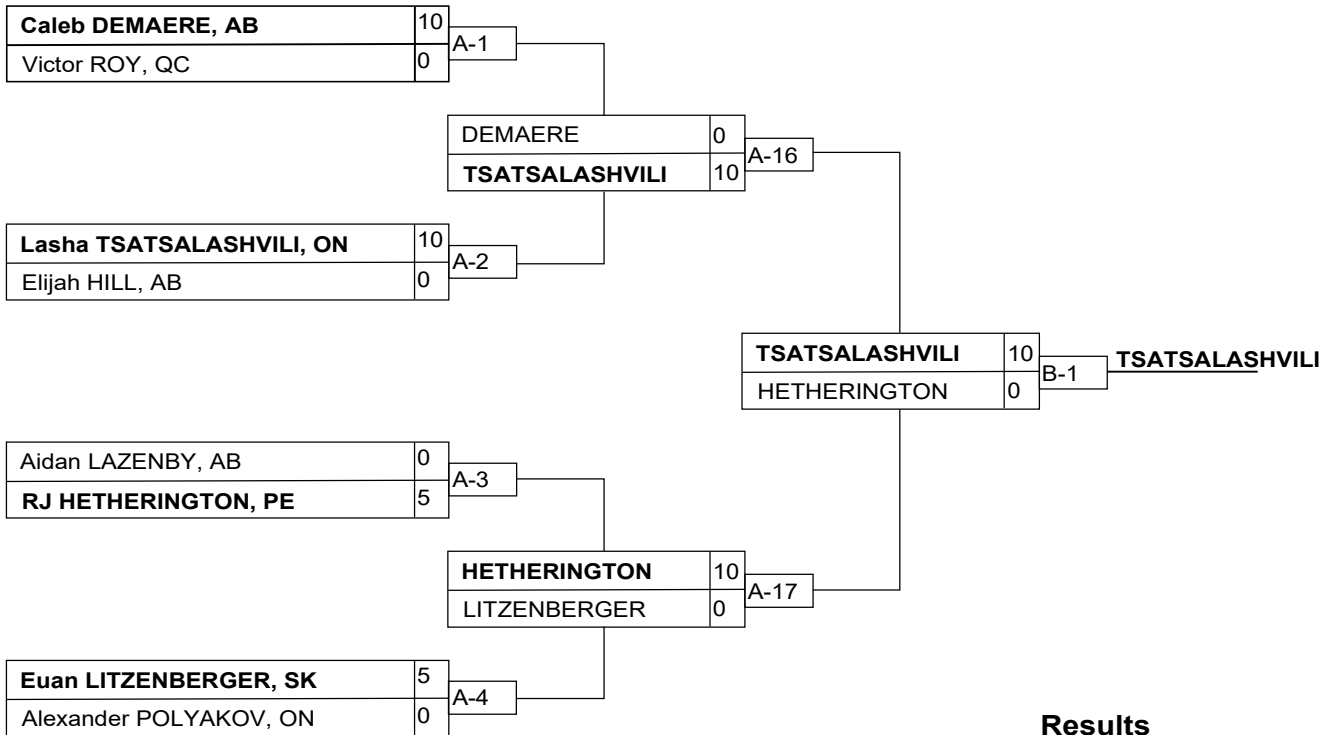 Caleb DEMAERE, AB 10
A-1
Victor ROY, QC 0
DEMAERE 0
A-16
TSATSALASHVILI 10
Lasha TSATSALASHVILI, ON 10
A-2
Elijah HILL, AB 0
TSATSALASHVILI 10
B-1 TSATSALASHVILI
HETHERINGTON 0
Aidan LAZENBY, AB 0
A-3
RJ HETHERINGTON, PE 5
HETHERINGTON 10
A-17
LITZENBERGER 0
Euan LITZENBERGER, SK 5
A-4
Alexander POLYAKOV, ON 0
Results